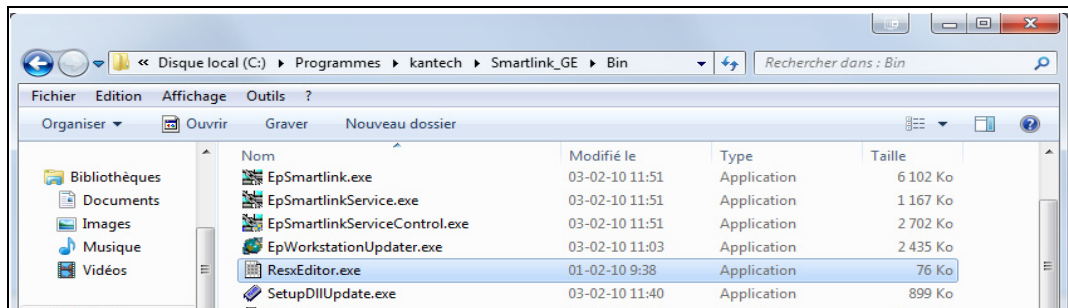 « Disque local (C:) ▸ Programmes ▸ kantech ▸ Smartlink_GE ▸ Bin Rechercher dans : Bin
Fichier Edition Affichage Outils ?
Organiser Ouvrir Graver Nouveau dossier
Nom Modifié le Type Taille
Bibliothèques EpSmartlink.exe 03-02-10 11:51 Application 6 102 Ko
Documents EpSmartlinkService.exe 03-02-10 11:51 Application 1 167 Ko
Images EpSmartlinkServiceControl.exe 03-02-10 11:51 Application 2 702 Ko
Musique EpWorkstationUpdater.exe 03-02-10 11:03 Application 2 435 Ko
Vidéos ResxEditor.exe 01-02-10 9:38 Application 76 Ko
SetupDllUpdate.exe 03-02-10 11:40 Application 899 Ko